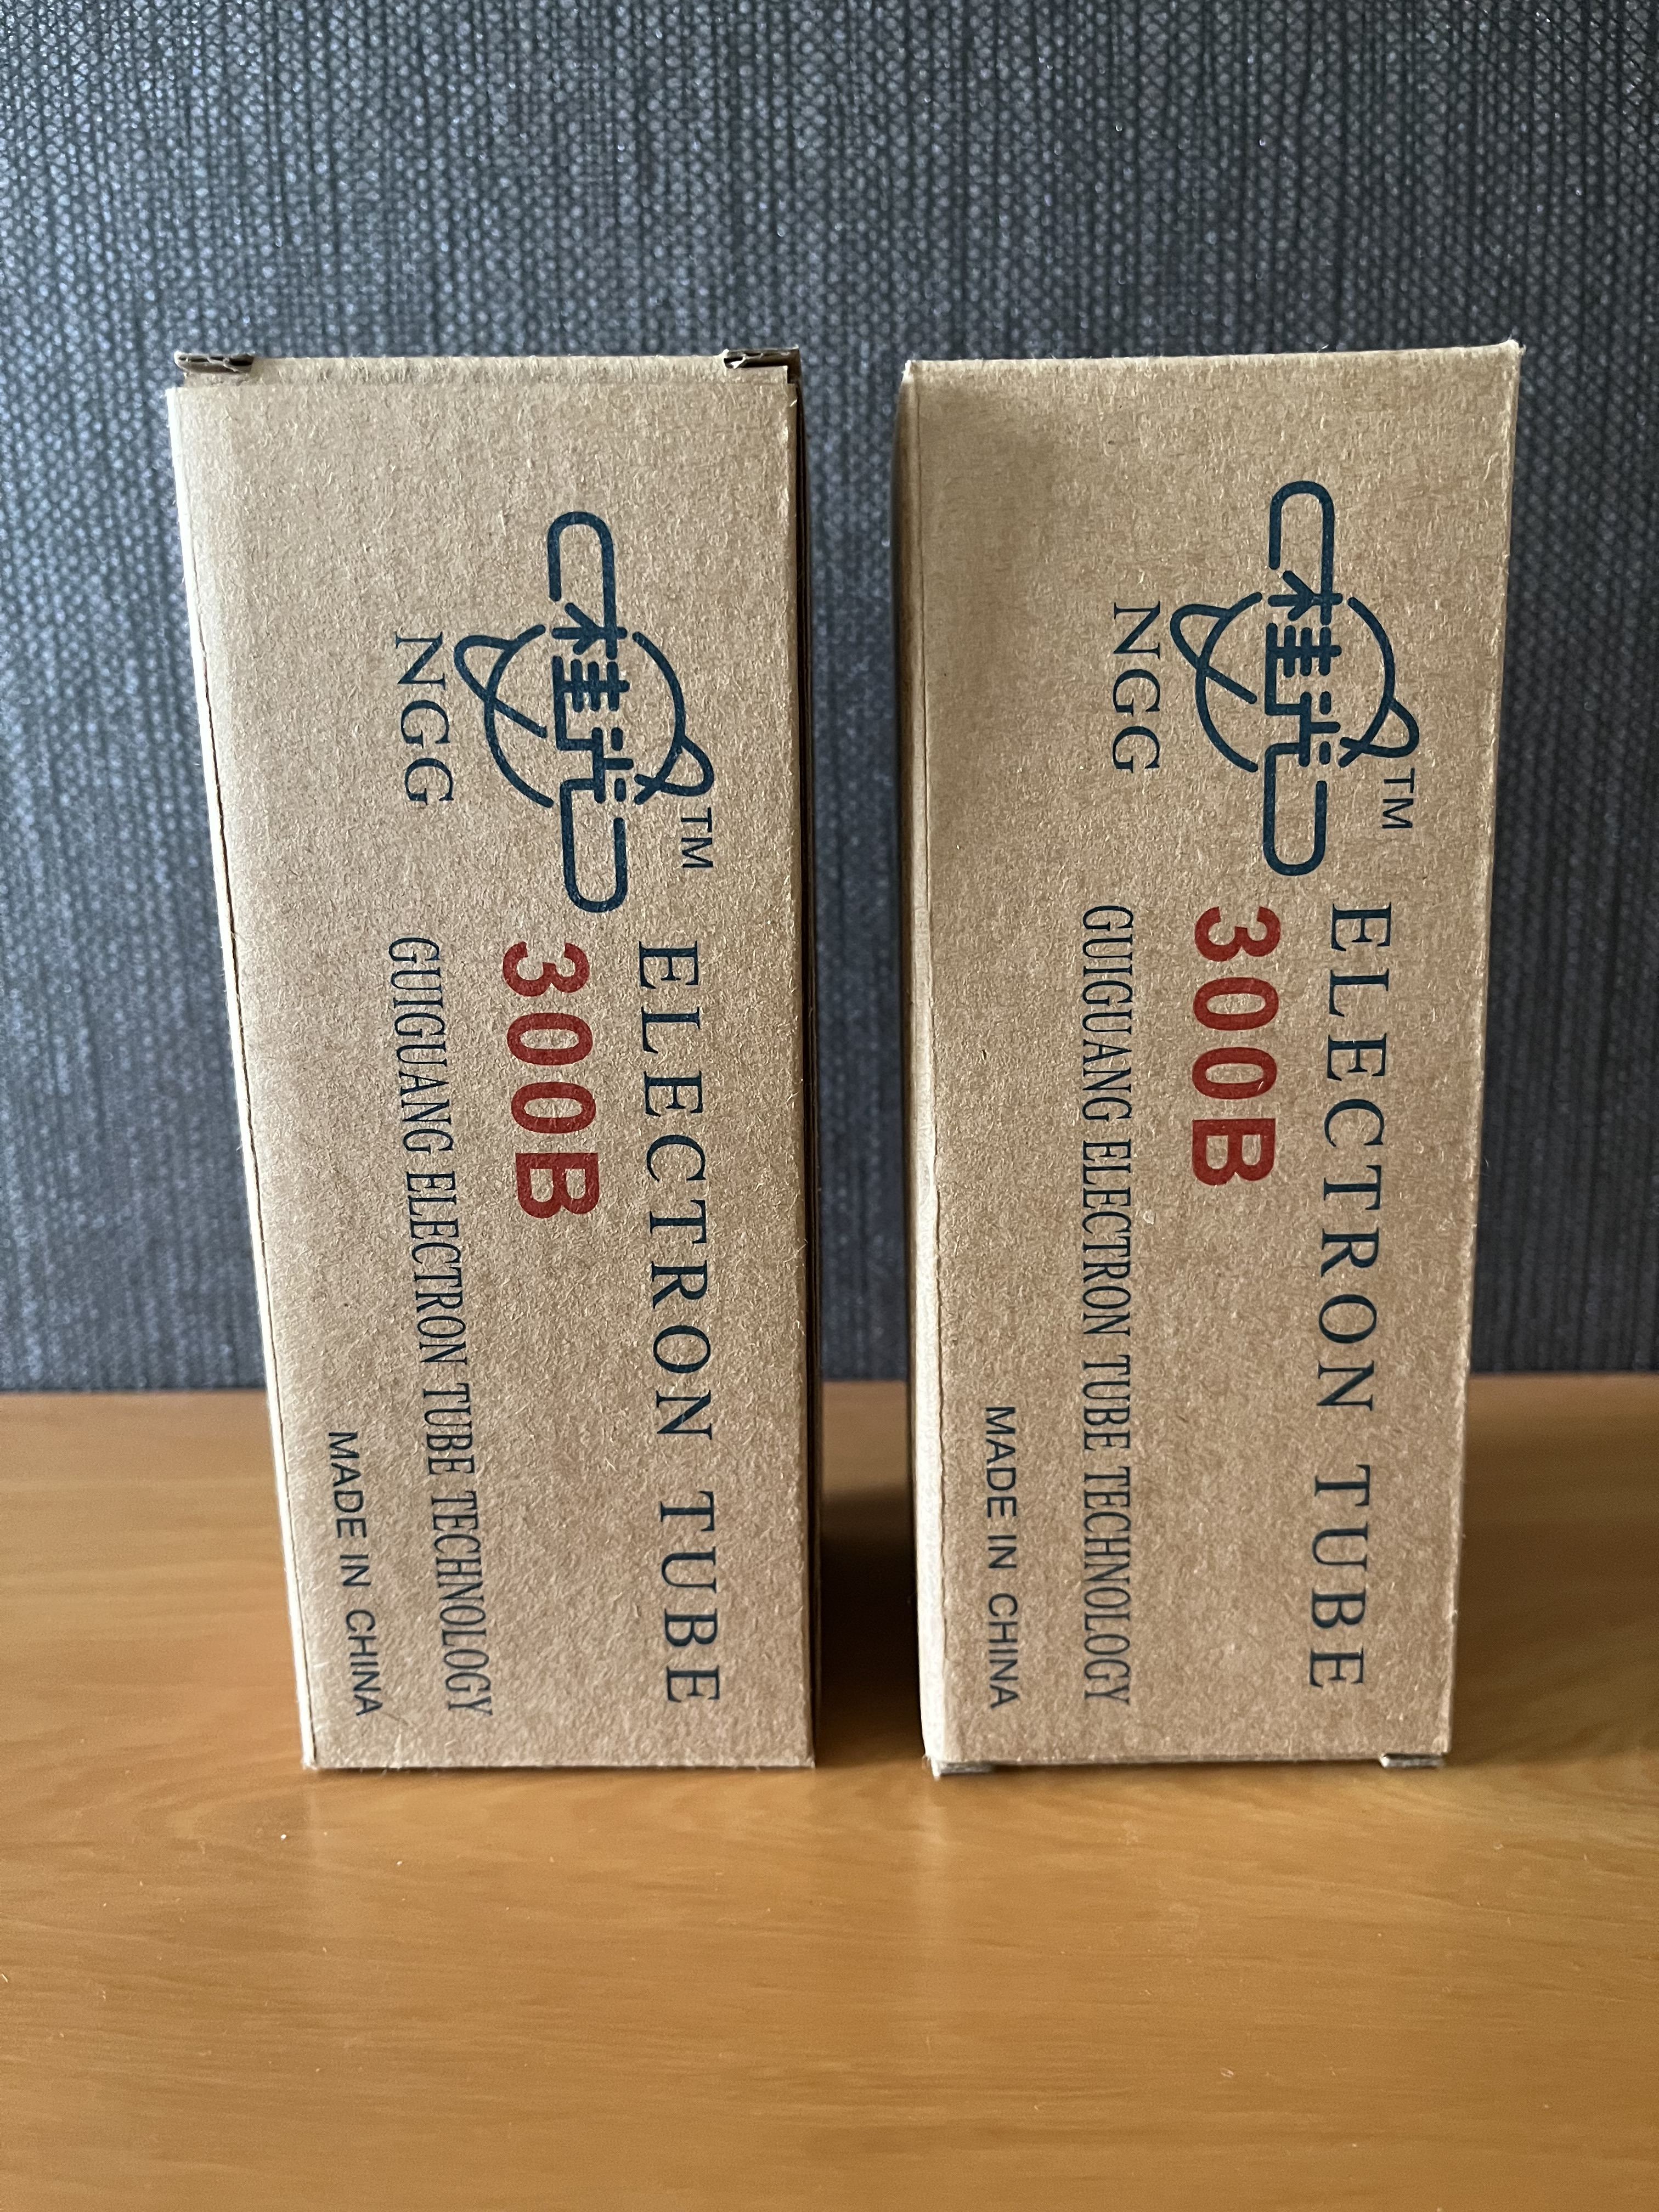 桂光
TM
NGG
ELECTRON TUBE
300B
GUIGUANG ELECTRON TUBE TECHNOLOGY
MADE IN CHINA
桂光
TM
NGG
ELECTRON TUBE
300B
GUIGUANG ELECTRON TUBE TECHNOLOGY
MADE IN CHINA